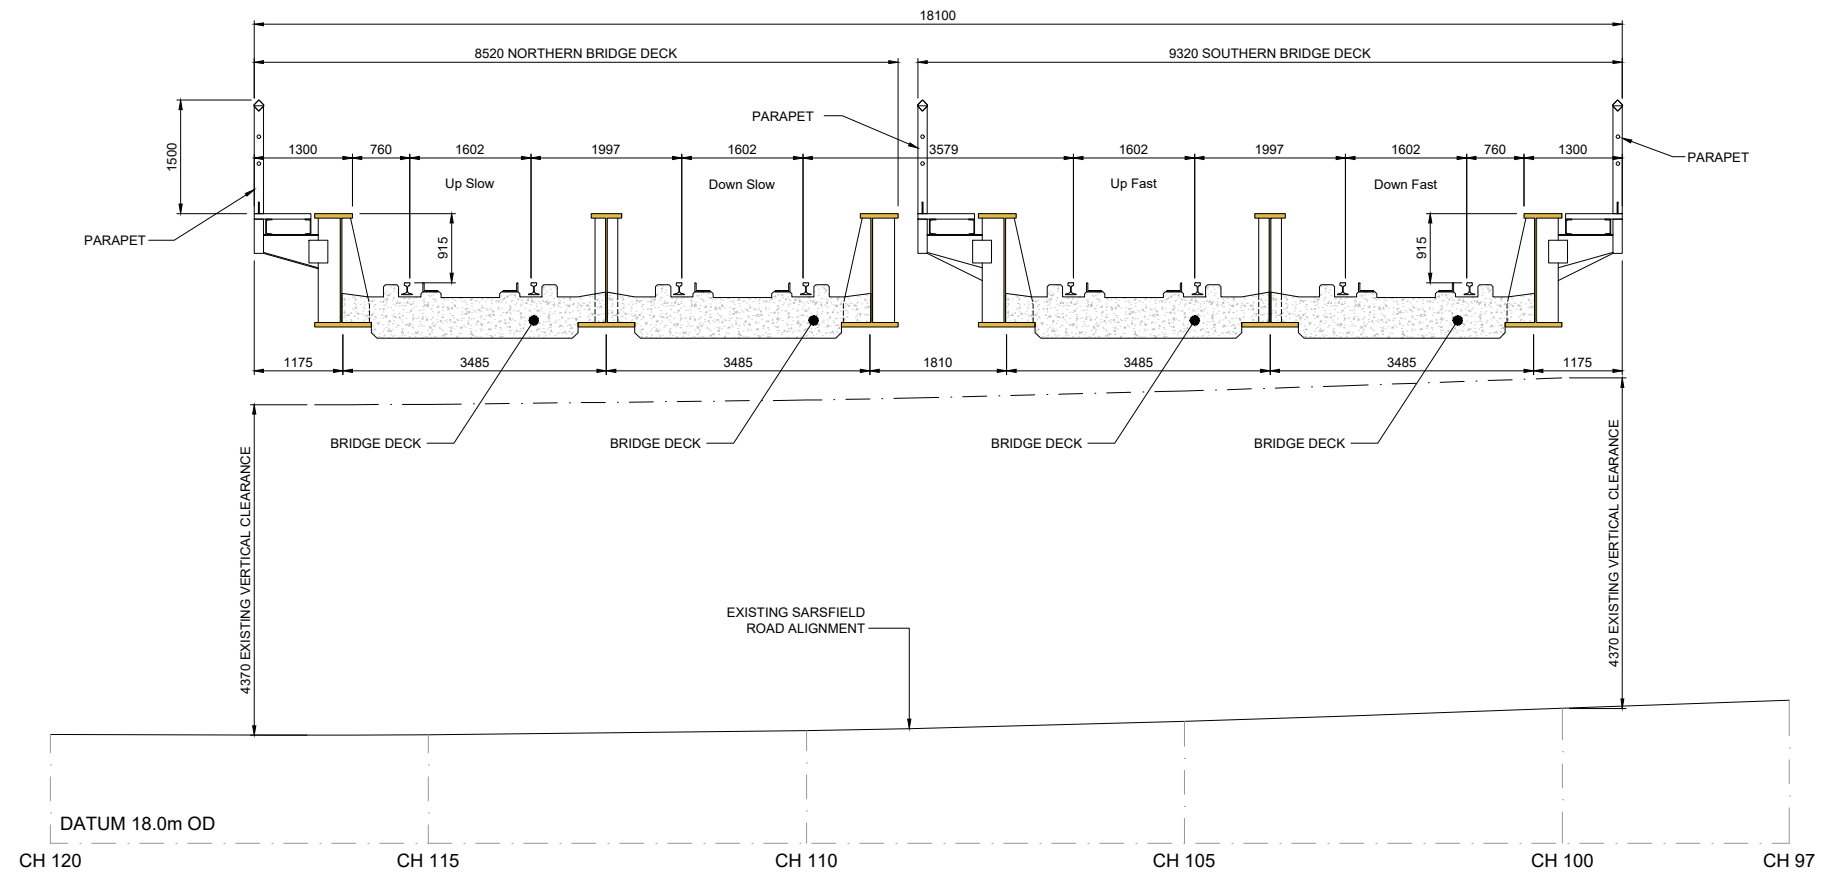 18100
8520 NORTHERN BRIDGE DECK
9320 SOUTHERN BRIDGE DECK
PARAPET
1500
1300
760
1602
1997
1602
3579
1602
1997
1602
760
1300
PARAPET
Up Slow
Down Slow
Up Fast
Down Fast
PARAPET
915
915
1175
3485
3485
1810
3485
3485
1175
BRIDGE DECK
BRIDGE DECK
BRIDGE DECK
BRIDGE DECK
4370 EXISTING VERTICAL CLEARANCE
4370 EXISTING VERTICAL CLEARANCE
EXISTING SARSFIELD
ROAD ALIGNMENT
DATUM 18.0m OD
CH 120
CH 115
CH 110
CH 105
CH 100
CH 97